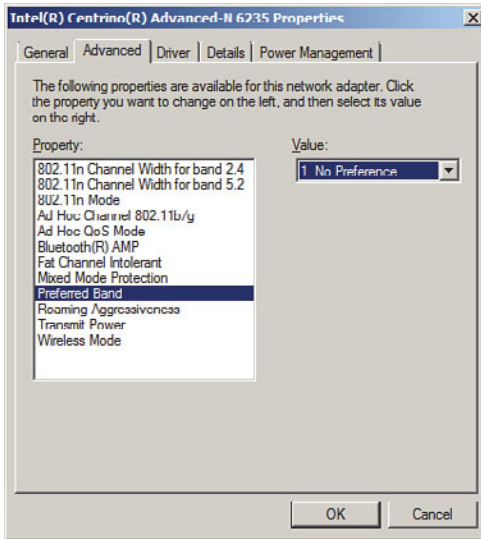 Intel(R) Centrino(R) Advanced-N 6235 Properties
General Advanced Driver Details Power Management
The following properties are available for this network adapter. Click
the property you want to change on the left, and then select its value
on the right.
Property:
Value:
802.11n Channel Width for band 2.4
802.11n Channel Width for band 5.2
802.11n Mode
Ad Hoc Channel 802.11b/g
Ad Hoc QoS Mode
Bluetooth(R) AMP
Fat Channel Intolerant
Mixed Mode Protection
Preferred Band
Roaming Aggressiveness
Transmit Power
Wireless Mode
1. No Preference
OK Cancel